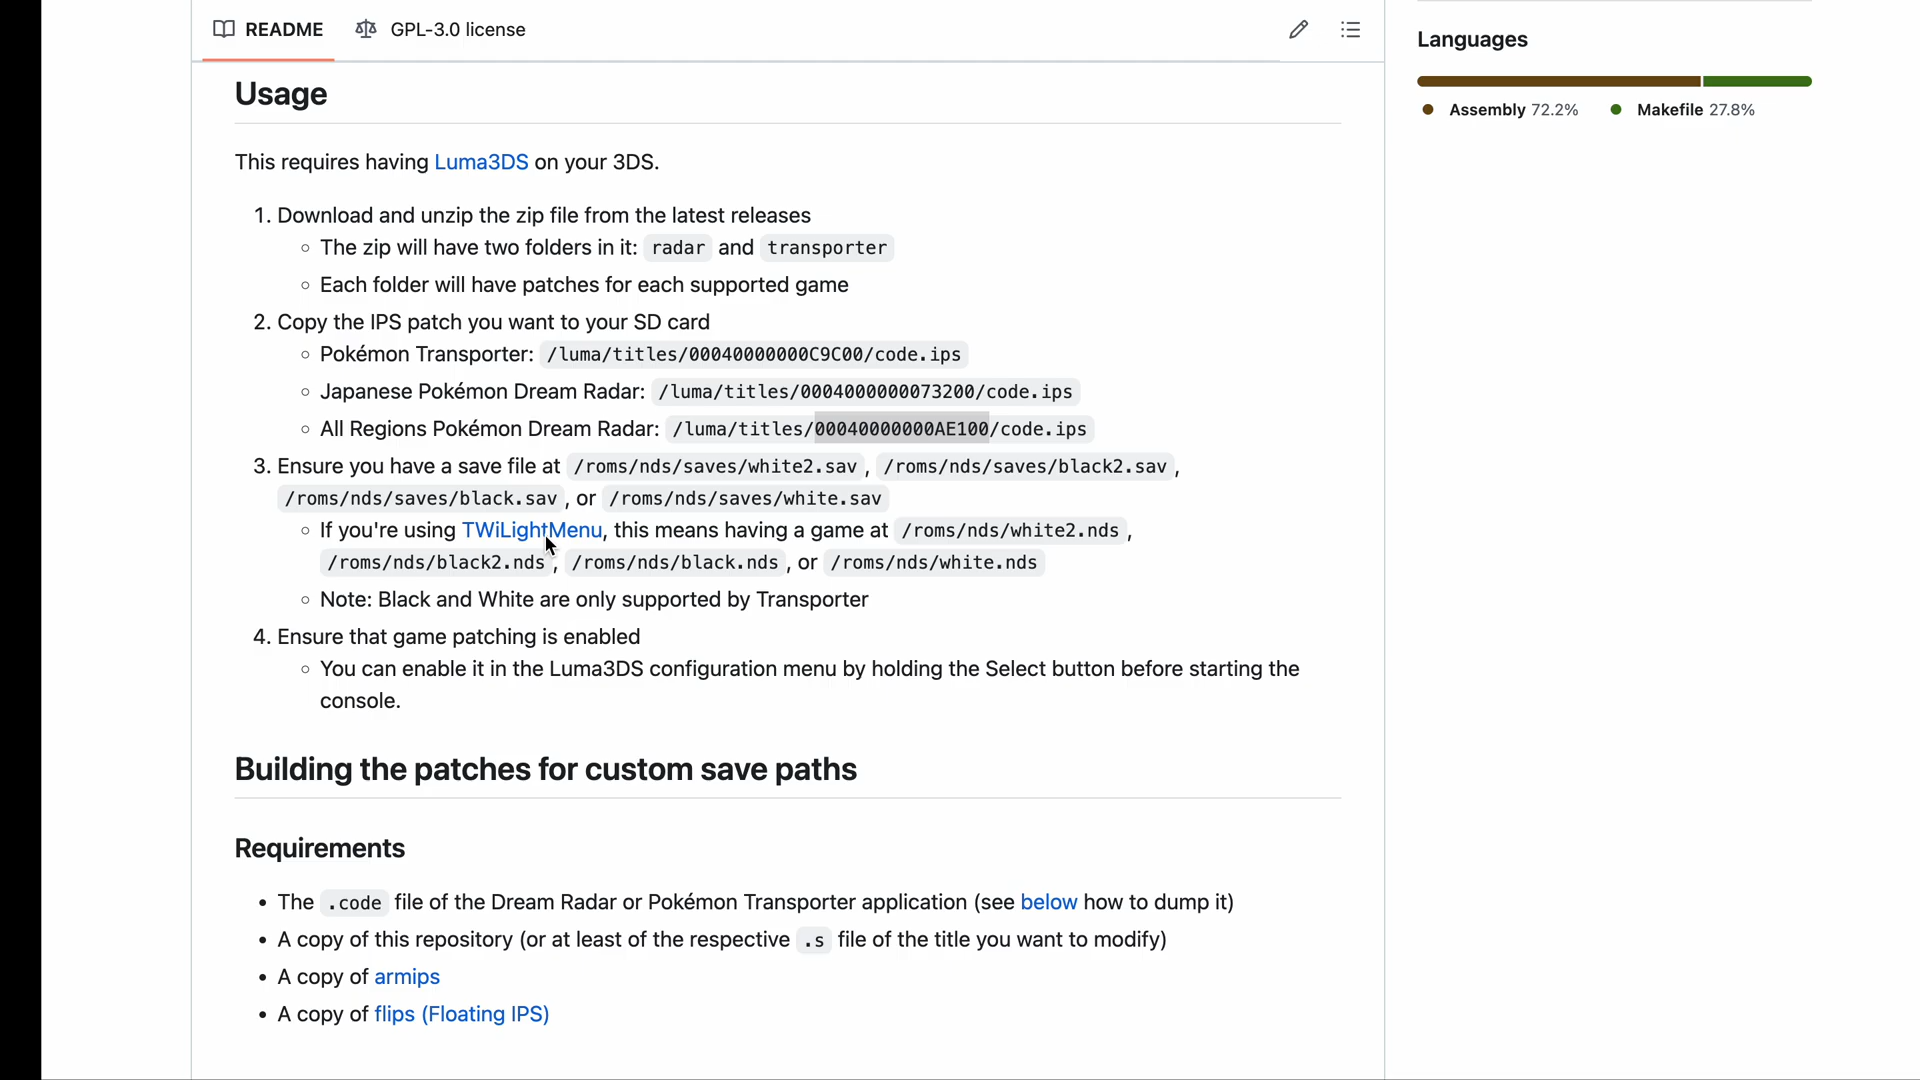 README
GPL-3.0 license
Usage
This requires having Luma3DS on your 3DS.
1. Download and unzip the zip file from the latest releases
The zip will have two folders in it: radar and transporter
Each folder will have patches for each supported game
2. Copy the IPS patch you want to your SD card
Pokémon Transporter: /luma/titles/00040000000C9C00/code.ips
Japanese Pokémon Dream Radar: /luma/titles/0004000000073200/code.ips
All Regions Pokémon Dream Radar: /luma/titles/00040000000AE100/code.ips
3. Ensure you have a save file at /roms/nds/saves/white2.sav, /roms/nds/saves/black2.sav,
/roms/nds/saves/black.sav, or /roms/nds/saves/white.sav
If you're using TWiLightMenu, this means having a game at /roms/nds/white2.nds,
/roms/nds/black2.nds, /roms/nds/black.nds, or /roms/nds/white.nds
Note: Black and White are only supported by Transporter
4. Ensure that game patching is enabled
You can enable it in the Luma3DS configuration menu by holding the Select button before starting the
console.
Building the patches for custom save paths
Requirements
• The .code file of the Dream Radar or Pokémon Transporter application (see below how to dump it)
• A copy of this repository (or at least of the respective .s file of the title you want to modify)
• A copy of armips
• A copy of flips (Floating IPS)
Languages
Assembly 72.2% Makefile 27.8%